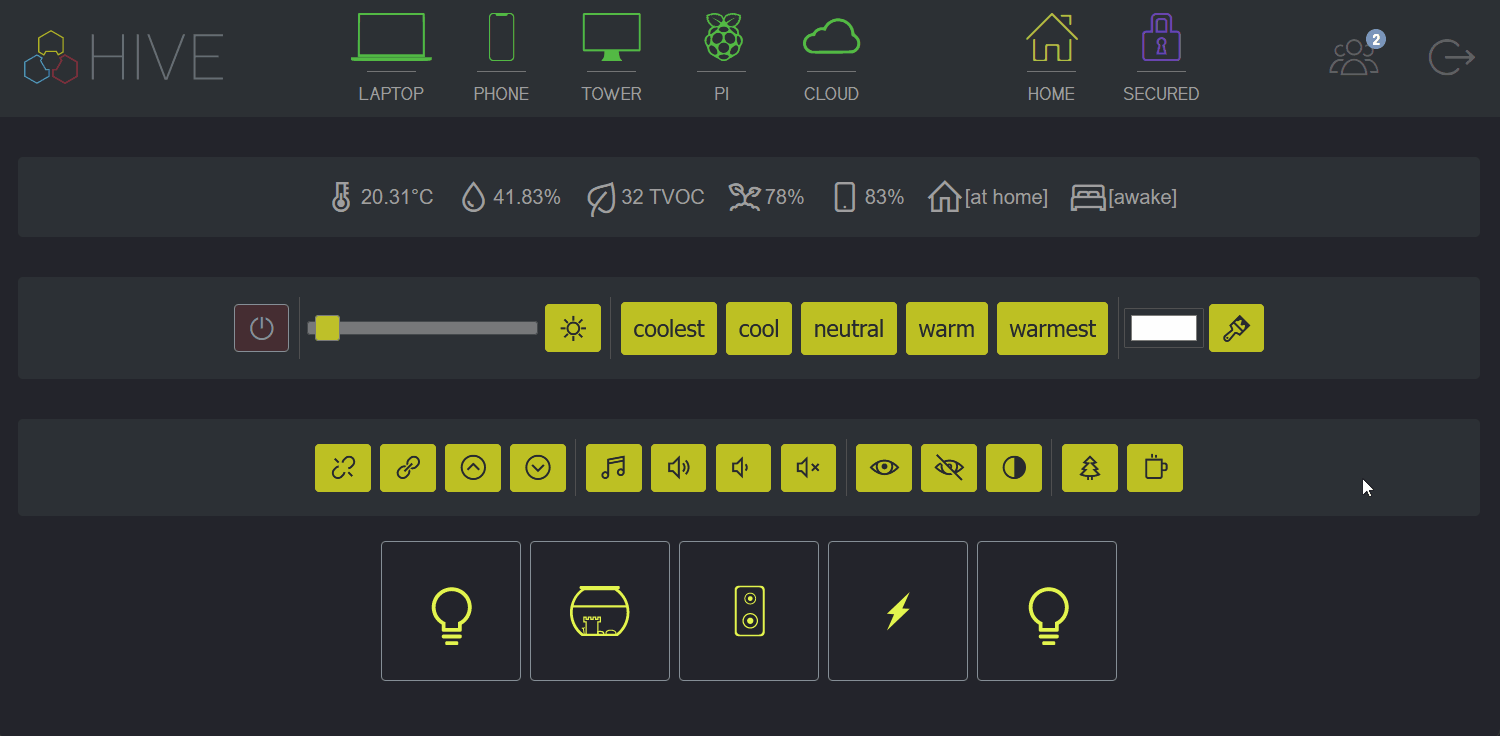 HIVE
LAPTOP PHONE TOWER PI CLOUD HOME SECURED
2
20.31°C 41.83% 32 TVOC 78% 83% [at home] [awake]
coolest cool neutral warm warmest